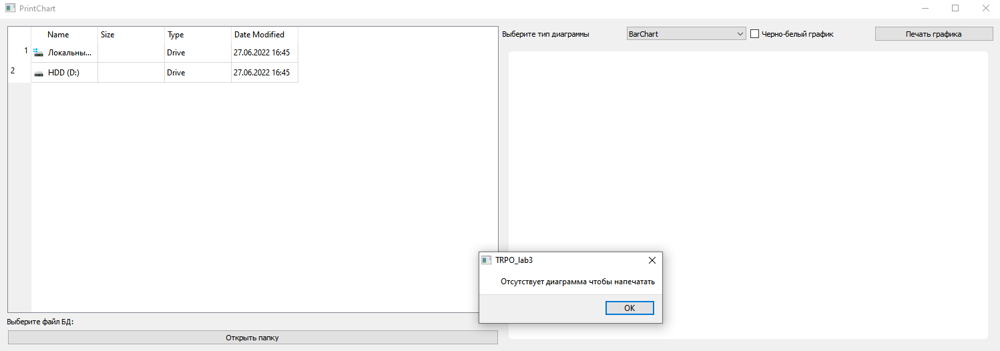 PrintChart
Name Size Type Date Modified
1 Локальны... Drive 27.06.2022 16:45
2 HDD (D:) Drive 27.06.2022 16:45
Выберите файл БД:
Открыть папку
Выберите тип диаграммы BarChart Черно-белый график Печать графика
TRPO_lab3
Отсутствует диаграмма чтобы напечатать
OK